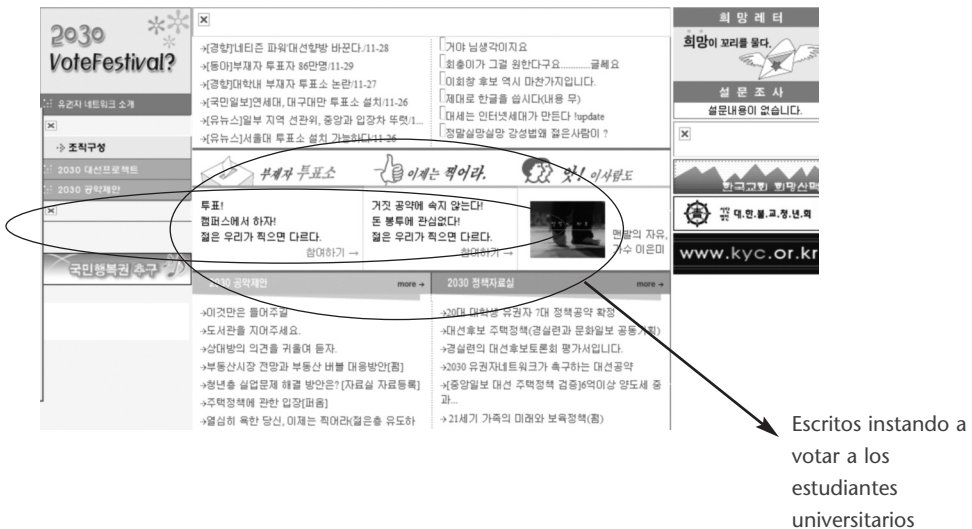 2030
VoteFestival?
유권자 네트워크 소개
조직구성
2030 대선프로젝트
2030 공약제안
국민행복권 추구
→[경향]'네티즌 파워'대선향방 바꾼다./11-28
→[동아]부재자 투표자 86만명/11-29
→[경향]대학내 부재자 투표소 논란/11-27
→[국민일보]연세대, 대구대만 투표소 설치/11-26
→[유뉴스]일부 지역 선관위, 중앙과 입장차 뚜렷/1...
→[유뉴스]서울대 투표소 설치 가능하다/11-26
거야 님생각이지요
회충이가 그걸 원한다구요............글쎄요
이회창 후보 역시 마찬가지입니다.
제대로 한글을 씁시다(내용 무)
대세는 인터넷세대가 만든다 !update
정말실망실망 강성범왜 젊은사람이 ?
부재자 투표소
이제는 찍어라.
앗! 이사람도
투표!
캠퍼스에서 하자!
젊은 우리가 찍으면 다르다.
참여하기 →
거짓 공약에 속지 않는다!
돈 봉투에 관심없다!
젊은 우리가 찍으면 다르다.
참여하기 →
맨발의 자유,
가수 이은미
2030 공약제안 more →
→이것만은 들어주길
→도서관을 지어주세요.
→상대방의 의견을 귀울여 듣자.
→부동산시장 전망과 부동산 버블 대응방안[펌]
→청년층 실업문제 해결 방안은? [자료실 자료등록]
→주택정책에 관한 입장[퍼옴]
→열심히 욕한 당신, 이제는 찍어라(젊은층 유도하
2030 정책자료실 more →
→20대 대학생 유권자 7대 정책공약 확정
→대선후보 주택정책(경실련과 문화일보 공동기획)
→경실련의 대선후보토론회 평가서입니다.
→2030 유권자네트워크가 촉구하는 대선공약
→[중앙일보 대선 주택정책 검증]6억이상 양도세 중
과...
→21세기 가족의 미래와 보육정책(펌)
희망레터
희망이 꼬리를 물다.
설문조사
설문내용이 없습니다.
한국교회 희망산맥
대.한.불.교.청.년.회
www.kyc.or.kr
Escritos instando a
votar a los
estudiantes
universitarios